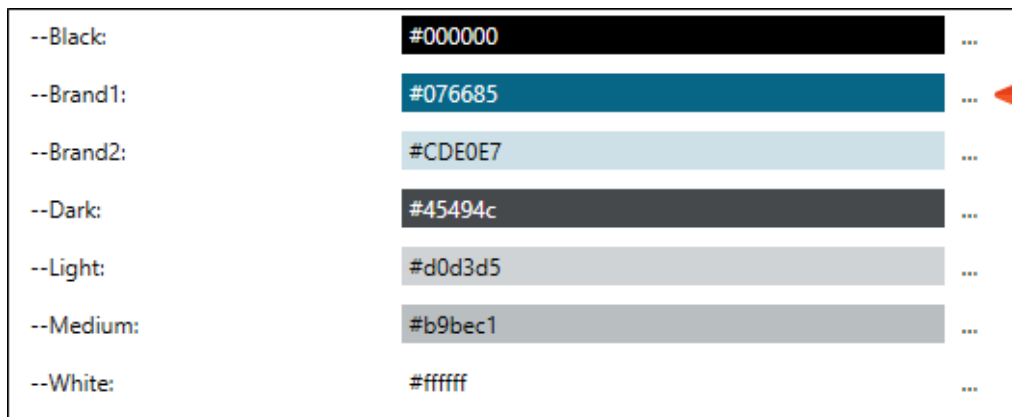 --Black: #000000 ...
--Brand1: #076685 ...
--Brand2: #CDE0E7 ...
--Dark: #45494c ...
--Light: #d0d3d5 ...
--Medium: #b9bec1 ...
--White: #ffffff ...